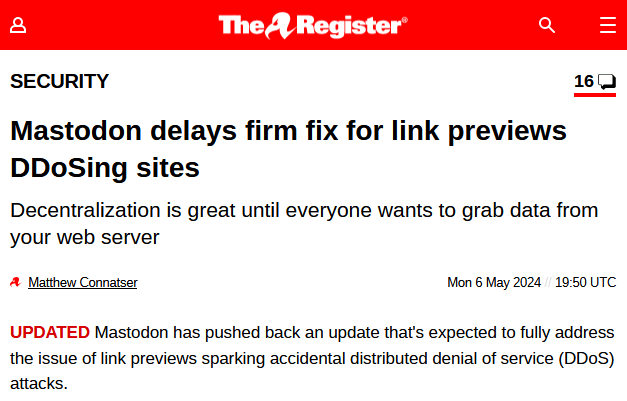 The Register®
SECURITY
16
Mastodon delays firm fix for link previews
DDoSing sites
Decentralization is great until everyone wants to grab data from
your web server
Matthew Connatser
Mon 6 May 2024 // 19:50 UTC
UPDATED Mastodon has pushed back an update that's expected to fully address
the issue of link previews sparking accidental distributed denial of service (DDoS)
attacks.